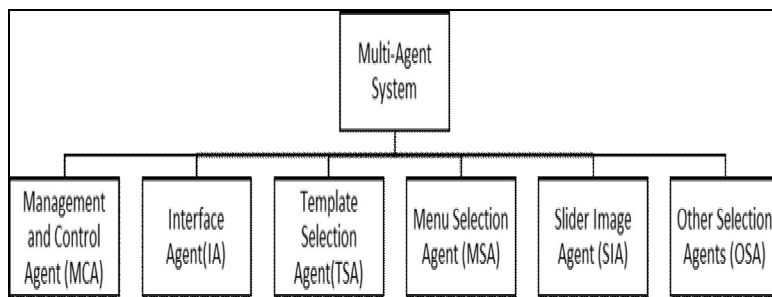 Multi-Agent
System
Management
and Control
Agent (MCA)
Interface
Agent(IA)
Template
Selection
Agent(TSA)
Menu Selection
Agent (MSA)
Slider Image
Agent (SIA)
Other Selection
Agents (OSA)